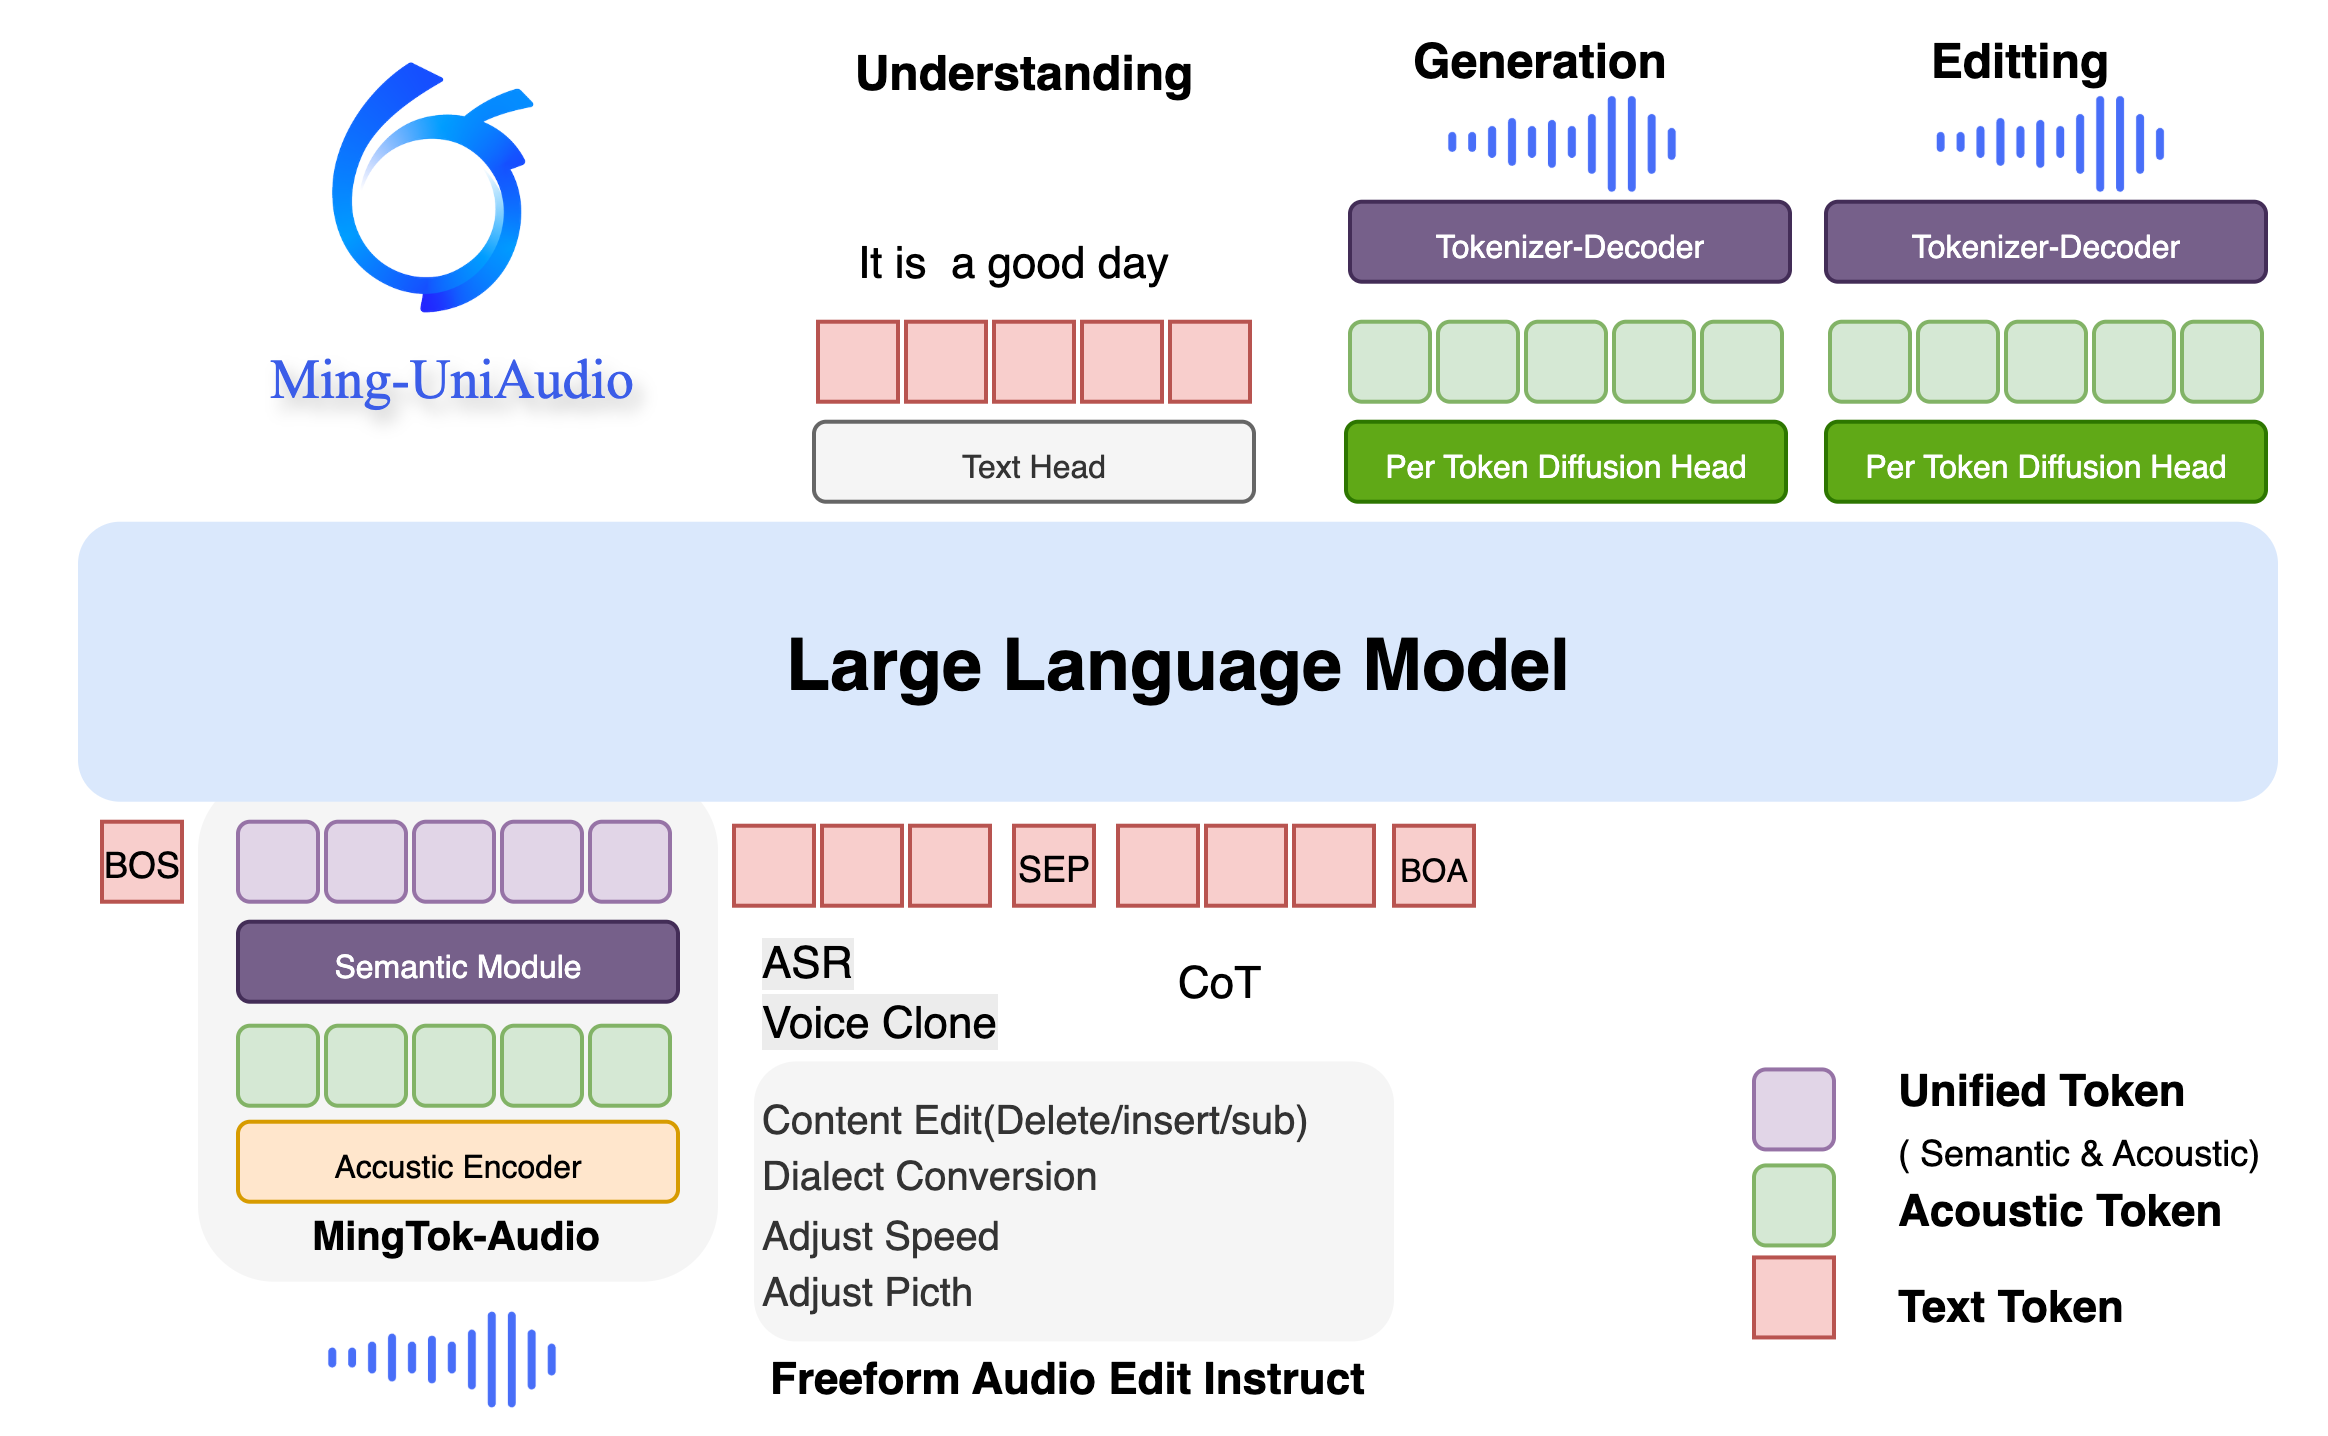 Understanding
Generation
Editting
It is  a good day
Tokenizer-Decoder
Tokenizer-Decoder
Ming-UniAudio
Text Head
Per Token Diffusion Head
Per Token Diffusion Head
Large Language Model
BOS
SEP
BOA
Semantic Module
Accustic Encoder
MingTok-Audio
ASR
Voice Clone
CoT
Content Edit(Delete/insert/sub)
Dialect Conversion
Adjust Speed
Adjust Picth
Freeform Audio Edit Instruct
Unified Token
( Semantic & Acoustic)
Acoustic Token
Text Token